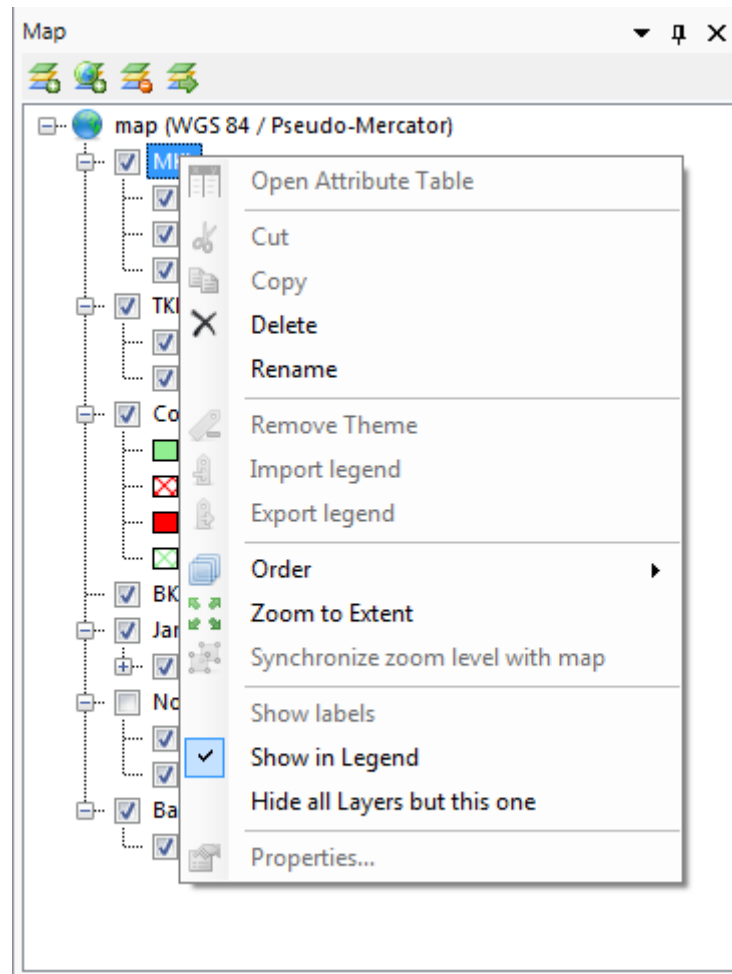 Map
map (WGS 84 / Pseudo-Mercator)
Open Attribute Table
Cut
Copy
Delete
Rename
Remove Theme
Import legend
Export legend
Order
Zoom to Extent
Synchronize zoom level with map
Show labels
Show in Legend
Hide all Layers but this one
Properties...